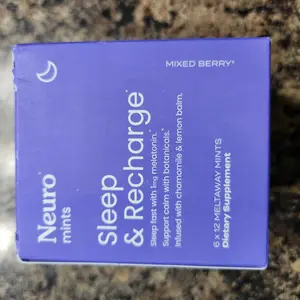 Neuro®
mints
MIXED BERRY†
Sleep
& Recharge*
Sleep fast with 1mg melatonin.*
Support calm with botanicals.*
Infused with chamomile & lemon balm.
6 x 12 MELTAWAY MINTS
Dietary Supplement